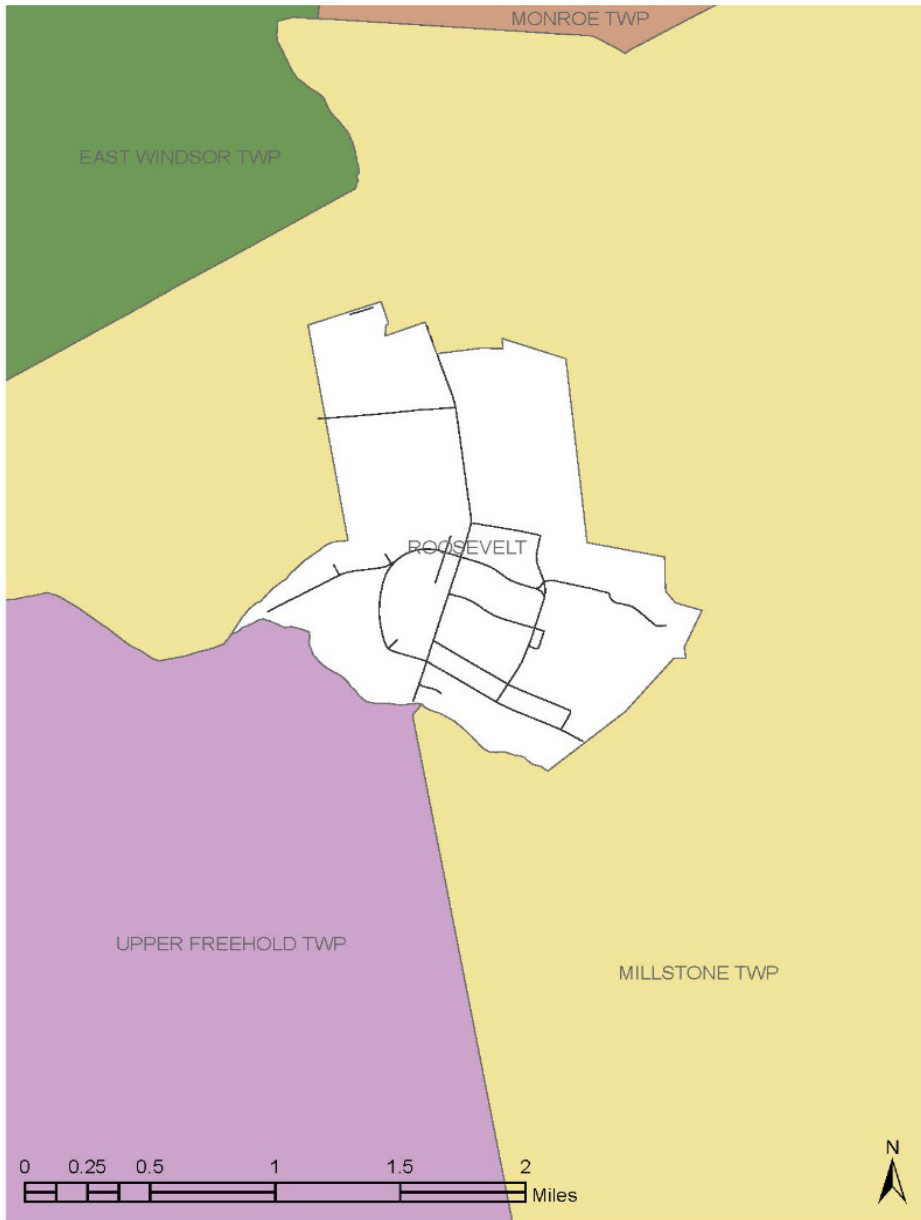 MONROE TWP
EAST WINDSOR TWP
ROOSEVELT
UPPER FREEHOLD TWP
MILLSTONE TWP
N
0 0.25 0.5 1 1.5 2
Miles